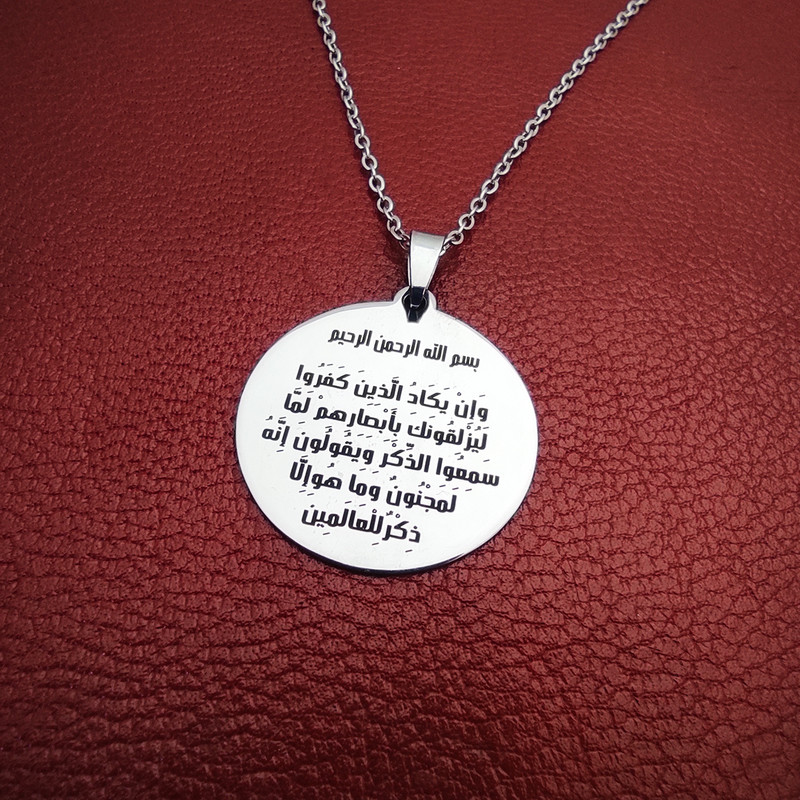 بسم الله الرحمن الرحيم
وَإِنْ يَكَادُ الَّذِينَ كَفَرُوا
لَيُزْلِقُونَكَ بِأَبْصَارِهِمْ لَمَّا
سَمِعُوا الذِّكْرَ وَيَقُولُونَ إِنَّهُ
لَمَجْنُونٌ وَمَا هُوَ إِلَّا
ذِكْرٌ لِلْعَالَمِينَ